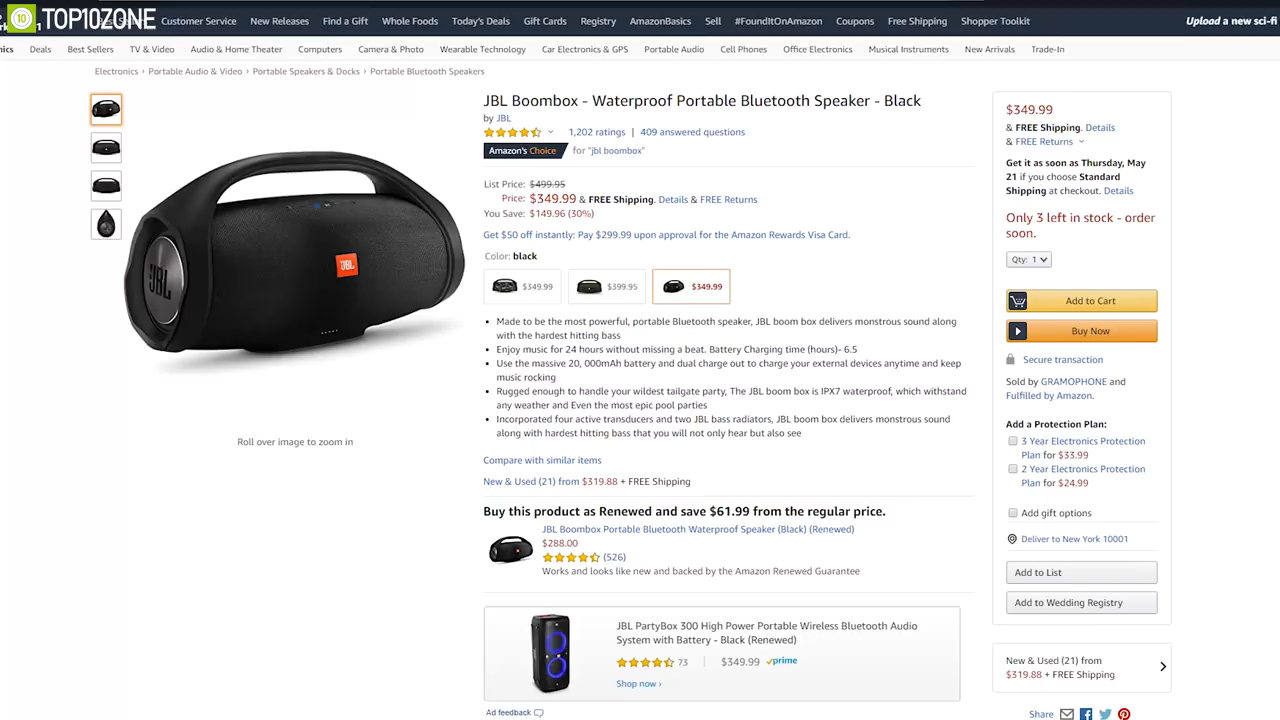 10 TOP10ZONE
Customer Service New Releases Find a Gift Whole Foods Today's Deals Gift Cards Registry AmazonBasics Sell #FoundItOnAmazon Coupons Free Shipping Shopper Toolkit Upload a new sci-fi
nics Deals Best Sellers TV & Video Audio & Home Theater Computers Camera & Photo Wearable Technology Car Electronics & GPS Portable Audio Cell Phones Office Electronics Musical Instruments New Arrivals Trade-In
Electronics › Portable Audio & Video › Portable Speakers & Docks › Portable Bluetooth Speakers
JBL
JBL
Roll over image to zoom in
JBL Boombox - Waterproof Portable Bluetooth Speaker - Black
by JBL
1,202 ratings | 409 answered questions
Amazon's Choice for "jbl boombox"
List Price: $499.95
Price: $349.99 & FREE Shipping. Details & FREE Returns
You Save: $149.96 (30%)
Get $50 off instantly: Pay $299.99 upon approval for the Amazon Rewards Visa Card.
Color: black
$349.99 $399.95 $349.99
• Made to be the most powerful, portable Bluetooth speaker, JBL boom box delivers monstrous sound along
with the hardest hitting bass
• Enjoy music for 24 hours without missing a beat. Battery Charging time (hours)- 6.5
• Use the massive 20, 000mAh battery and dual charge out to charge your external devices anytime and keep
music rocking
• Rugged enough to handle your wildest tailgate party, The JBL boom box is IPX7 waterproof, which withstand
any weather and Even the most epic pool parties
• Incorporated four active transducers and two JBL bass radiators, JBL boom box delivers monstrous sound
along with hardest hitting bass that you will not only hear but also see
Compare with similar items
New & Used (21) from $319.88 + FREE Shipping
Buy this product as Renewed and save $61.99 from the regular price.
JBL Boombox Portable Bluetooth Waterproof Speaker (Black) (Renewed)
$288.00
(526)
Works and looks like new and backed by the Amazon Renewed Guarantee
JBL PartyBox 300 High Power Portable Wireless Bluetooth Audio
System with Battery - Black (Renewed)
73 | $349.99 prime
Shop now ›
Ad feedback
$349.99
& FREE Shipping. Details
& FREE Returns
Get it as soon as Thursday, May
21 if you choose Standard
Shipping at checkout. Details
Only 3 left in stock - order
soon.
Qty: 1
Add to Cart
Buy Now
Secure transaction
Sold by GRAMOPHONE and
Fulfilled by Amazon.
Add a Protection Plan:
3 Year Electronics Protection
Plan for $33.99
2 Year Electronics Protection
Plan for $24.99
Add gift options
Deliver to New York 10001
Add to List
Add to Wedding Registry
New & Used (21) from
$319.88 + FREE Shipping
Share